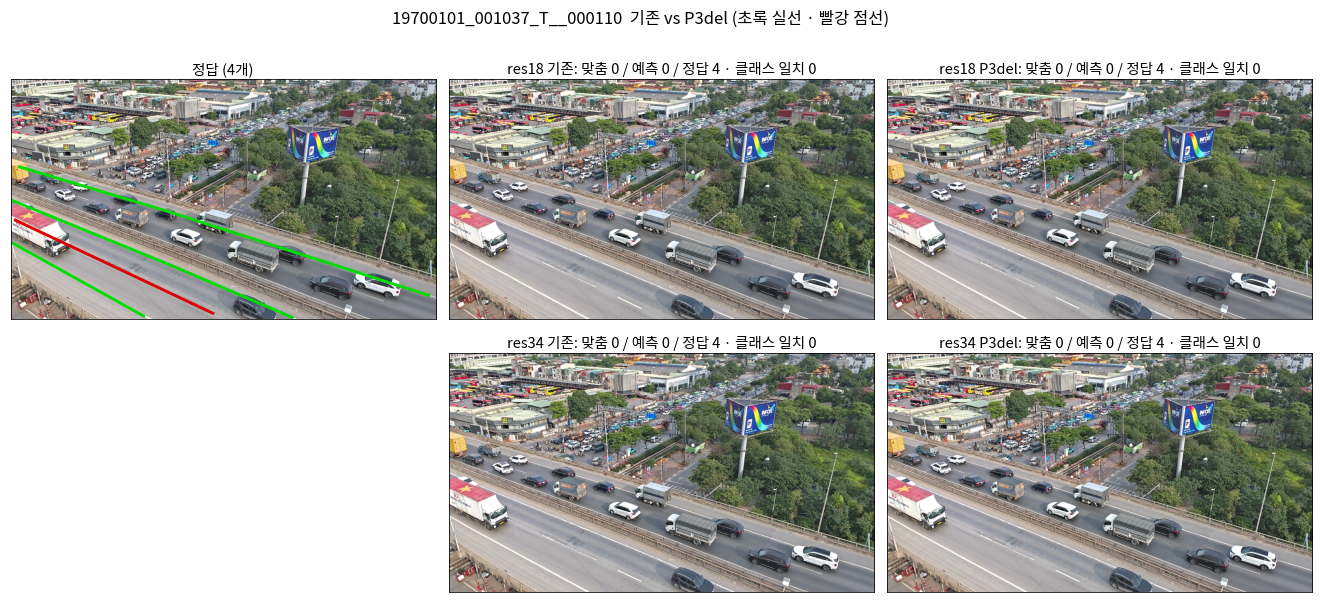 19700101_001037_T__000110 기존 vs P3del (초록 실선 · 빨강 점선)
정답 (4개)
res18 기존: 맞춤 0 / 예측 0 / 정답 4 · 클래스 일치 0
res18 P3del: 맞춤 0 / 예측 0 / 정답 4 · 클래스 일치 0
res34 기존: 맞춤 0 / 예측 0 / 정답 4 · 클래스 일치 0
res34 P3del: 맞춤 0 / 예측 0 / 정답 4 · 클래스 일치 0